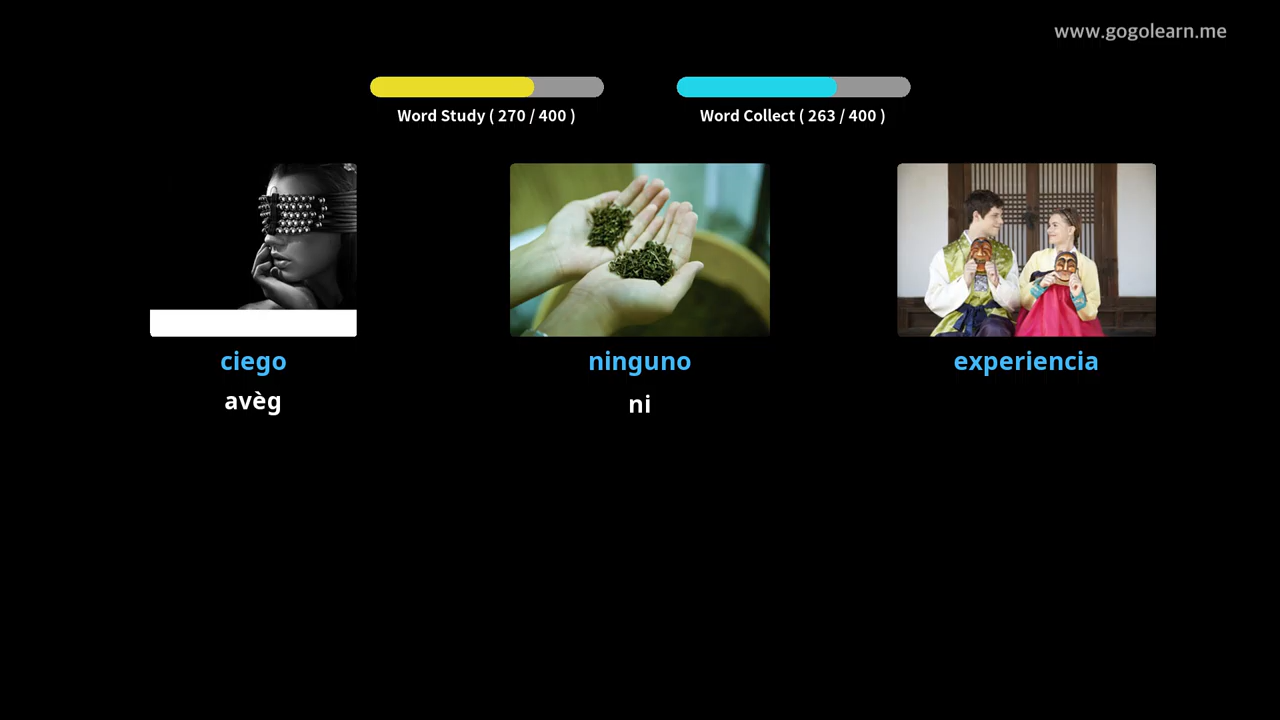 www.gogolearn.me
Word Study ( 270 / 400 )
Word Collect ( 263 / 400 )
ciego
ninguno
experiencia
avèg
ni